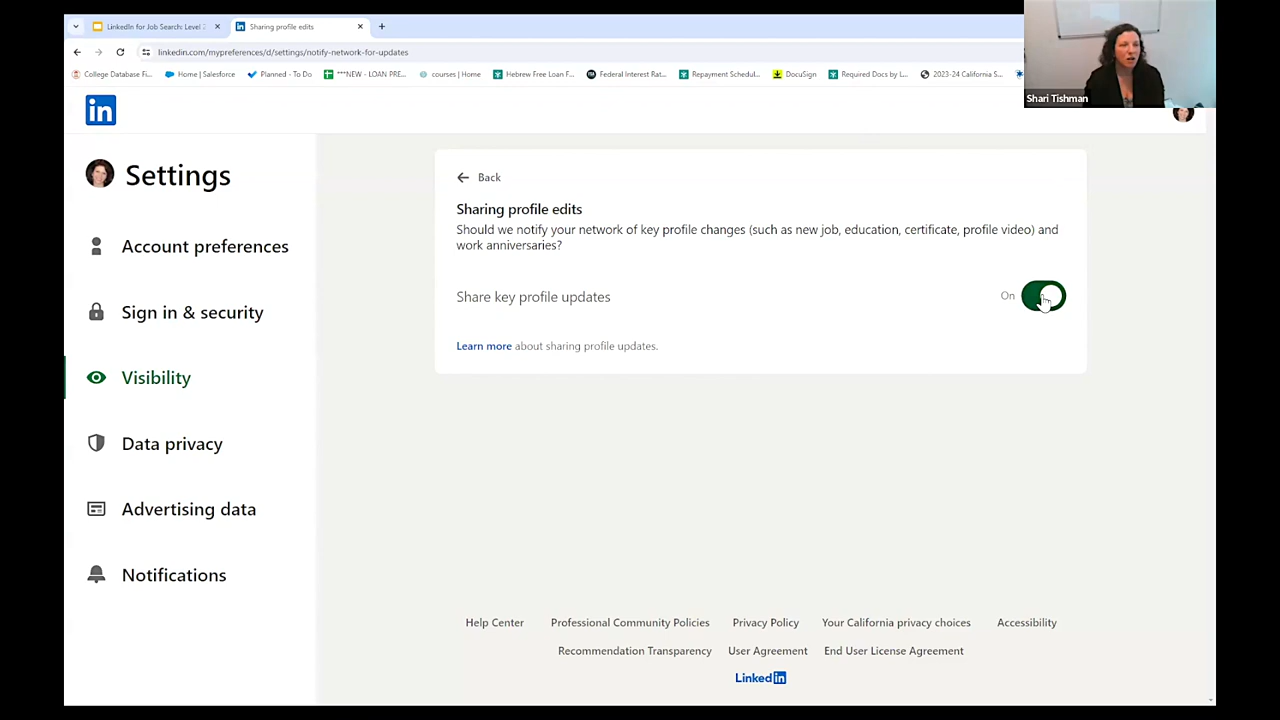 LinkedIn for Job Search: Level 2
Sharing profile edits
linkedin.com/mypreferences/d/settings/notify-network-for-updates
College Database Fi...
Home | Salesforce
Planned - To Do
***NEW - LOAN PRE...
courses | Home
Hebrew Free Loan F...
Federal Interest Rat...
Repayment Schedul...
DocuSign
Required Docs by L...
2023-24 California S...
Shari Tishman
in
Settings
Account preferences
Sign in & security
Visibility
Data privacy
Advertising data
Notifications
Back
Sharing profile edits
Should we notify your network of key profile changes (such as new job, education, certificate, profile video) and
work anniversaries?
Share key profile updates
On
Learn more about sharing profile updates.
Help Center Professional Community Policies Privacy Policy Your California privacy choices Accessibility
Recommendation Transparency User Agreement End User License Agreement
LinkedIn